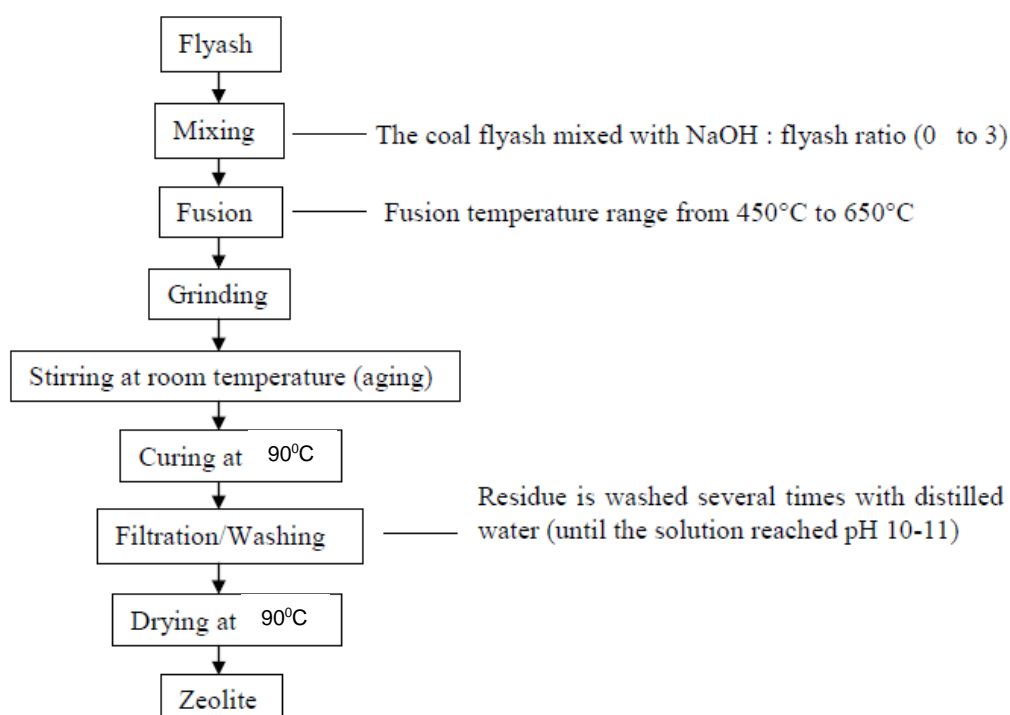 Flyash
Mixing
The coal flyash mixed with NaOH : flyash ratio (0 to 3)
Fusion
Fusion temperature range from 450°C to 650°C
Grinding
Stirring at room temperature (aging)
Curing at 90⁰C
Residue is washed several times with distilled
Filtration/Washing
water (until the solution reached pH 10-11)
Drying at 90⁰C
Zeolite